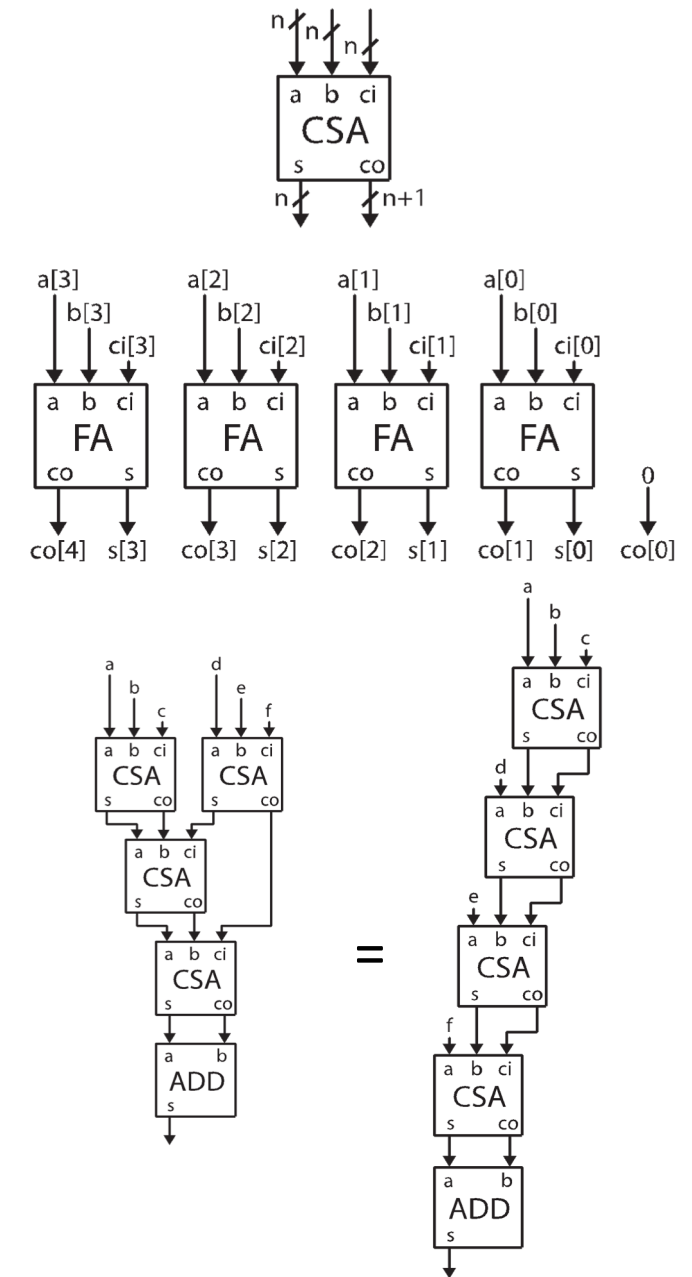 n n n
a b ci
CSA
s co
n n+1
a[3] a[2] a[1] a[0]
b[3] b[2] b[1] b[0]
ci[3] ci[2] ci[1] ci[0]
a b ci a b ci a b ci a b ci
FA FA FA FA
co s co s co s co s 0
co[4] s[3] co[3] s[2] co[2] s[1] co[1] s[0] co[0]
a d
b e
c f
a b ci a b ci
CSA CSA
s co s co
a b ci
CSA
s co
a b ci
CSA
s co
a b
ADD
s
=
a
b
c
a b ci
CSA
s co
d
a b ci
CSA
s co
e
a b ci
CSA
s co
f
a b ci
CSA
s co
a b
ADD
s